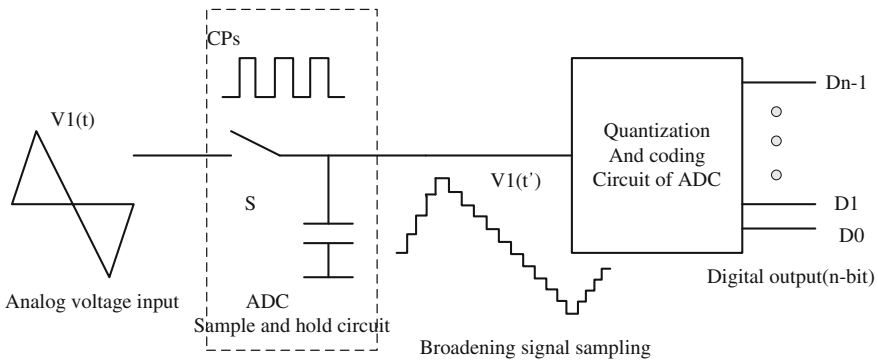 CPs
V1(t)
S
ADC
Sample and hold circuit
Analog voltage input
V1(t’)
Broadening signal sampling
Quantization
And coding
Circuit of ADC
Dn-1
D1
D0
Digital output(n-bit)